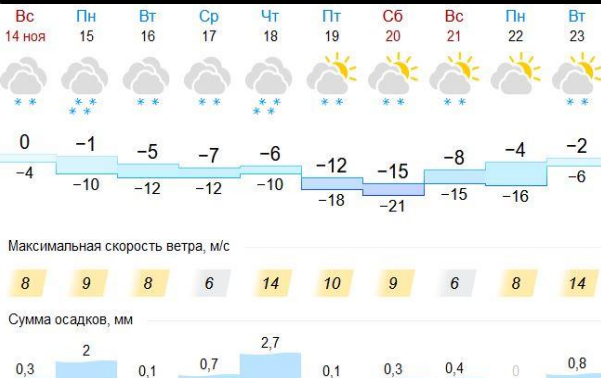 Вс Пн Вт Ср Чт Пт Сб Вс Пн Вт
14 ноя 15 16 17 18 19 20 21 22 23
0 −1 −5 −7 −6 −12 −15 −8 −4 −2
−4 −10 −12 −12 −10 −18 −21 −15 −16 −6
Максимальная скорость ветра, м/с
8 9 8 6 14 10 9 6 8 14
Сумма осадков, мм
0,3 2 0,1 0,7 2,7 0,1 0,3 0,4 0 0,8